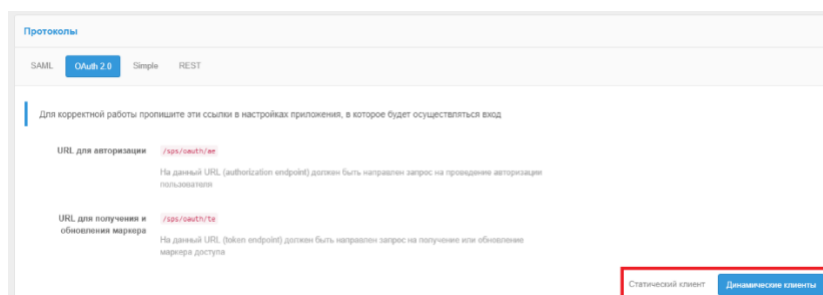 Протоколы
SAML OAuth 2.0 Simple REST
Для корректной работы пропишите эти ссылки в настройках приложения, в которое будет осуществляться вход
URL для авторизации /sps/oauth/ae
На данный URL (authorization endpoint) должен быть направлен запрос на проведение авторизации
пользователя
URL для получения и /sps/oauth/te
обновления маркера
На данный URL (token endpoint) должен быть направлен запрос на получение или обновление
маркера доступа
Статический клиент Динамические клиенты